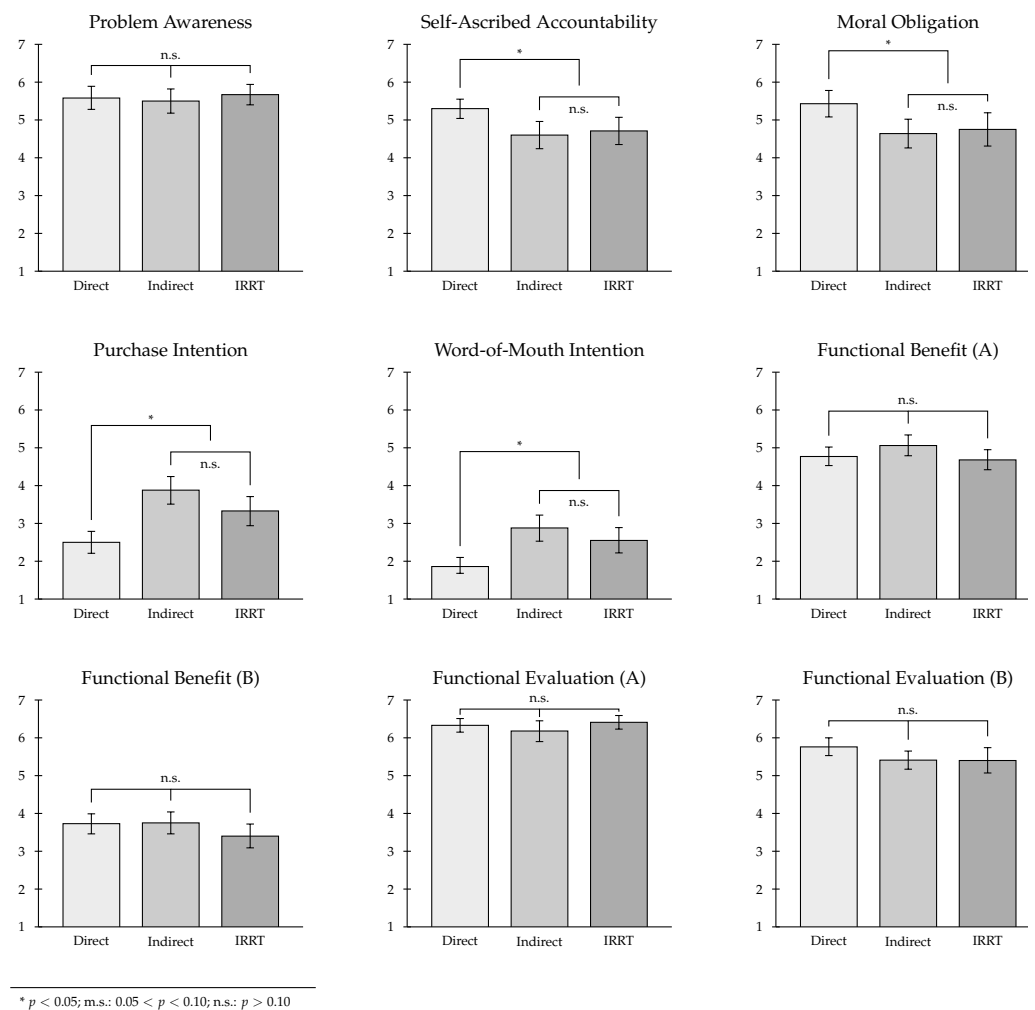 Problem Awareness
7
6
5
4
3
2
1
n.s.
Direct Indirect IRRT
Self-Ascribed Accountability
7
6
5
4
3
2
1
*
n.s.
Direct Indirect IRRT
Moral Obligation
7
6
5
4
3
2
1
*
n.s.
Direct Indirect IRRT
Purchase Intention
7
6
5
4
3
2
1
*
n.s.
Direct Indirect IRRT
Word-of-Mouth Intention
7
6
5
4
3
2
1
*
n.s.
Direct Indirect IRRT
Functional Benefit (A)
7
6
5
4
3
2
1
n.s.
Direct Indirect IRRT
Functional Benefit (B)
7
6
5
4
3
2
1
n.s.
Direct Indirect IRRT
Functional Evaluation (A)
7
6
5
4
3
2
1
n.s.
Direct Indirect IRRT
Functional Evaluation (B)
7
6
5
4
3
2
1
n.s.
Direct Indirect IRRT
* p < 0.05; m.s.: 0.05 < p < 0.10; n.s.: p > 0.10